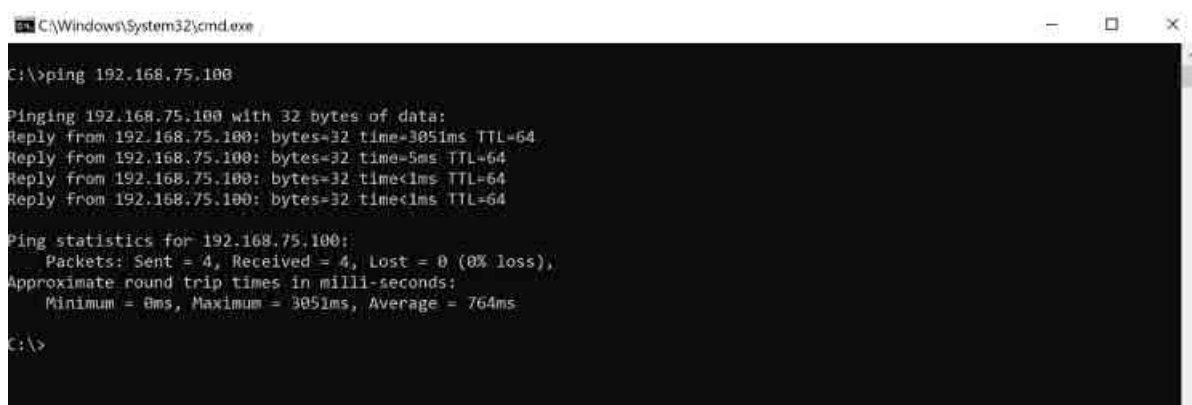 C:\Windows\System32\cmd.exe
C:\>ping 192.168.75.100
Pinging 192.168.75.100 with 32 bytes of data:
Reply from 192.168.75.100: bytes=32 time=3051ms TTL=64
Reply from 192.168.75.100: bytes=32 time=5ms TTL=64
Reply from 192.168.75.100: bytes=32 time<1ms TTL=64
Reply from 192.168.75.100: bytes=32 time<1ms TTL=64
Ping statistics for 192.168.75.100:
Packets: Sent = 4, Received = 4, Lost = 0 (0% loss),
Approximate round trip times in milli-seconds:
Minimum = 0ms, Maximum = 3051ms, Average = 764ms
C:\>